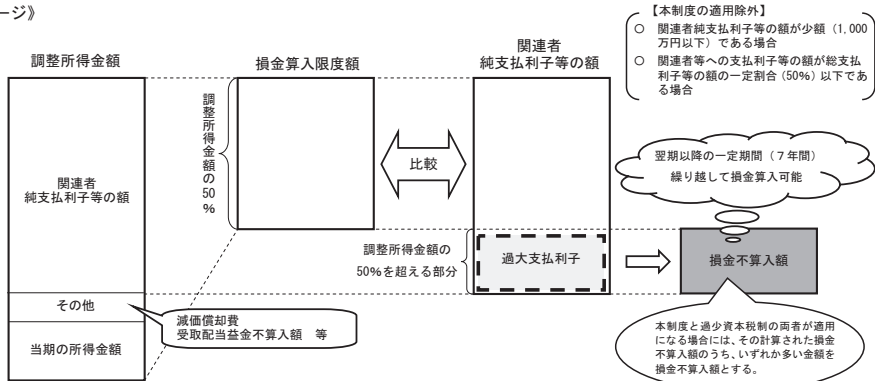 ージ》
【本制度の適用除外】
○ 関連者純支払利子等の額が少額（1,000
万円以下）である場合
○ 関連者等への支払利子等の額が総支払
利子等の額の一定割合（50%）以下であ
る場合
調整所得金額
損金算入限度額
関連者
純支払利子等の額
調整所得金額の50%
比較
関連者
純支払利子等の額
翌期以降の一定期間（７年間）
繰り越して損金算入可能
調整所得金額の
50%を超える部分
過大支払利子
損金不算入額
その他
減価償却費
受取配当益金不算入額　等
当期の所得金額
本制度と過少資本税制の両者が適用
になる場合には、その計算された損金
不算入額のうち、いずれか多い金額を
損金不算入額とする。